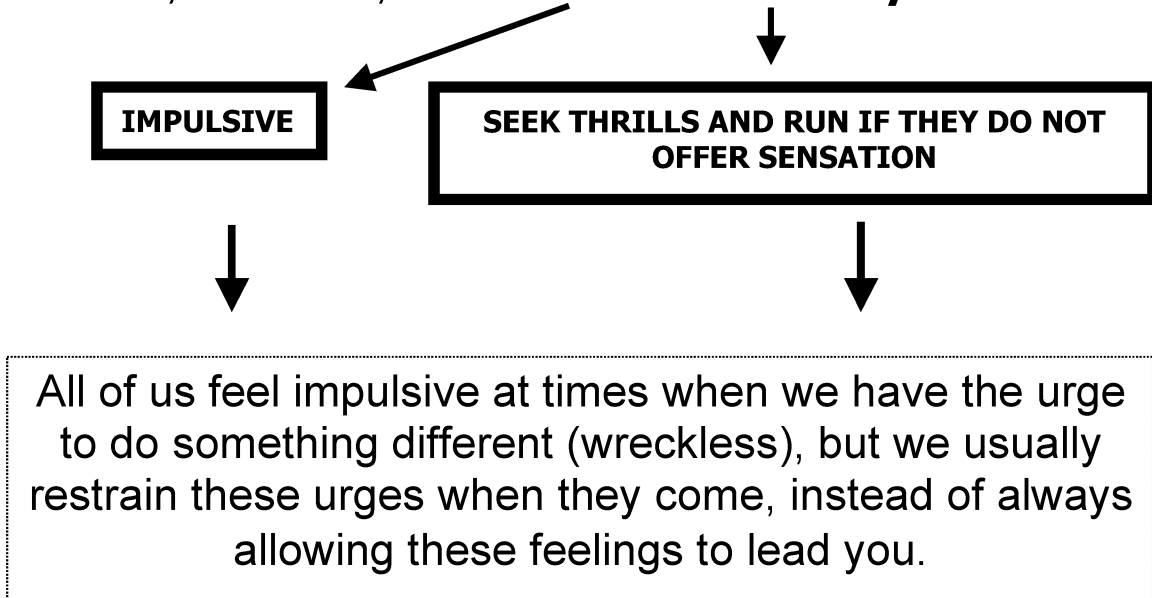 IMPULSIVE
SEEK THRILLS AND RUN IF THEY DO NOT
OFFER SENSATION
All of us feel impulsive at times when we have the urge
to do something different (wreckless), but we usually
restrain these urges when they come, instead of always
allowing these feelings to lead you.